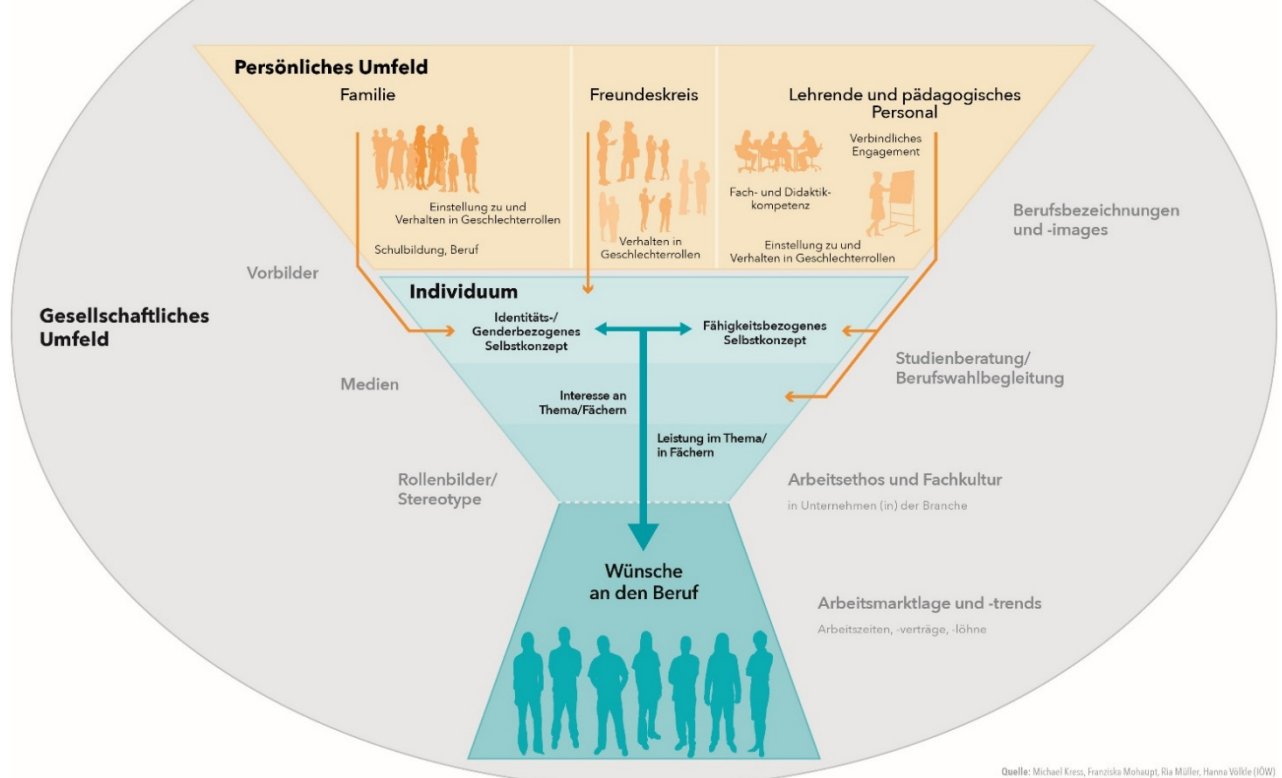 Persönliches Umfeld
Familie
Einstellung zu und
Verhalten in Geschlechterrollen
Schulbildung, Beruf
Freundeskreis
Verhalten in
Geschlechterrollen
Lehrende und pädagogisches
Personal
Verbindliches
Engagement
Fach- und Didaktik-
kompetenz
Einstellung zu und
Verhalten in Geschlechterrollen
Individuum
Identitäts-/
Genderbezogenes
Selbstkonzept
Fähigkeitsbezogenes
Selbstkonzept
Interesse an
Thema/Fächern
Leistung im Thema/
in Fächern
Wünsche
an den Beruf
Gesellschaftliches
Umfeld
Vorbilder
Medien
Rollenbilder/
Stereotype
Berufsbezeichnungen
und -images
Studienberatung/
Berufswahlbegleitung
Arbeitsethos und Fachkultur
in Unternehmen (in) der Branche
Arbeitsmarktlage und -trends
Arbeitszeiten, -verträge, -löhne
Quelle: Michael Kress, Franziska Mohaupt, Ria Müller, Hanna Völkle (IÖW)